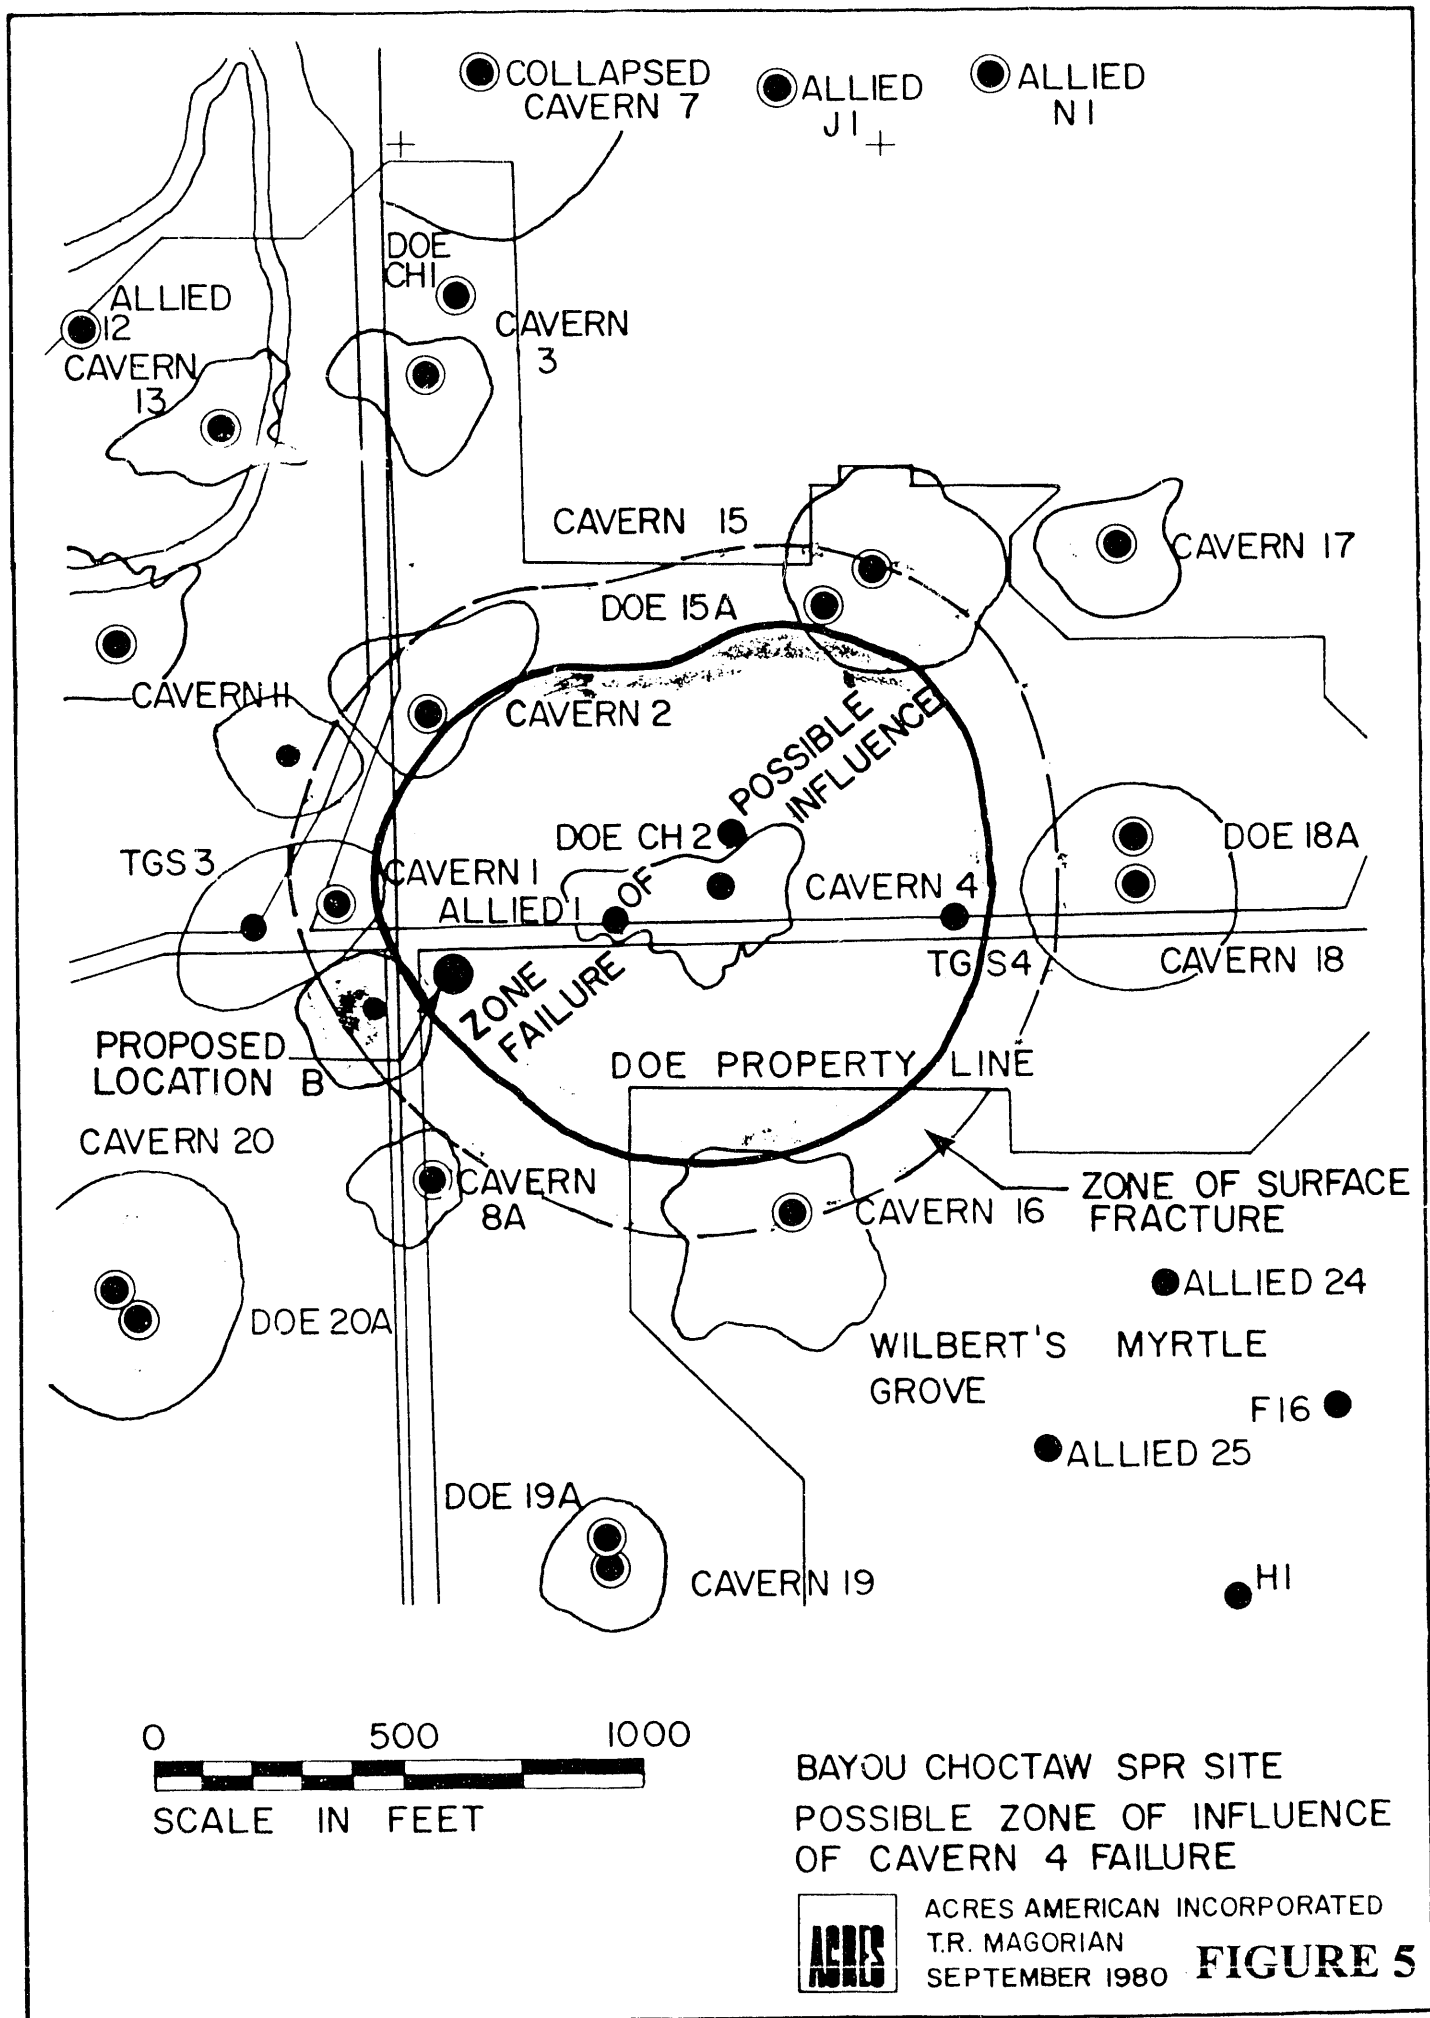 COLLAPSED
CAVERN 7
ALLIED
J1
ALLIED
N1
DOE
CH1
ALLIED
12
CAVERN
3
CAVERN
13
CAVERN 15
CAVERN 17
DOE 15A
CAVERN 11
CAVERN 2
POSSIBLE
INFLUENCE
DOE CH 2
DOE 18A
TGS 3
CAVERN 1
ALLIED 1
OF
CAVERN 4
TGS4
CAVERN 18
ZONE
FAILURE
PROPOSED
LOCATION B
DOE PROPERTY LINE
CAVERN 20
CAVERN
8A
ZONE OF SURFACE
FRACTURE
CAVERN 16
ALLIED 24
DOE 20A
WILBERT'S MYRTLE
GROVE
F16
ALLIED 25
DOE 19A
CAVERN 19
H1
0 500 1000
SCALE IN FEET
BAYOU CHOCTAW SPR SITE
POSSIBLE ZONE OF INFLUENCE
OF CAVERN 4 FAILURE
ACRES
ACRES AMERICAN INCORPORATED
T.R. MAGORIAN
SEPTEMBER 1980
FIGURE 5